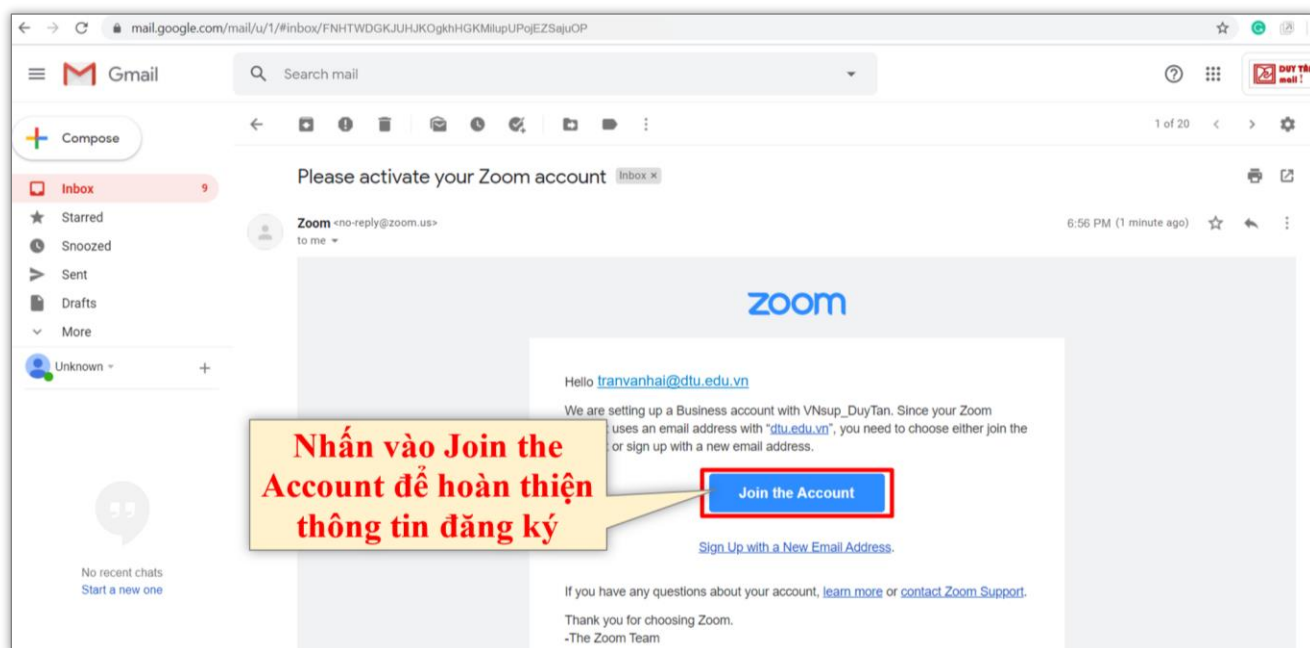 mail.google.com/mail/u/1/#inbox/FNHTWDGKJUHJKOgkhHGKMilupUPojEZSajuOP
Gmail
Search mail
DUY TÂN
mail !
Compose
1 of 20
Please activate your Zoom account
Inbox ×
Inbox 9
Starred
Snoozed
Sent
Drafts
More
Unknown
Zoom <no-reply@zoom.us>
to me
6:56 PM (1 minute ago)
zoom
Hello tranvanhai@dtu.edu.vn
We are setting up a Business account with VNsup_DuyTan. Since your Zoom
uses an email address with "dtu.edu.vn", you need to choose either join the
or sign up with a new email address.
Nhấn vào Join the
Account để hoàn thiện
thông tin đăng ký
Join the Account
Sign Up with a New Email Address.
No recent chats
Start a new one
If you have any questions about your account, learn more or contact Zoom Support.
Thank you for choosing Zoom.
-The Zoom Team